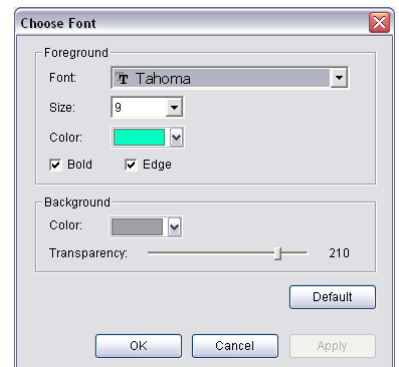 Choose Font
Foreground
Font: Tahoma
Size: 9
Color:
Bold Edge
Background
Color:
Transparency: 210
Default
OK Cancel Apply